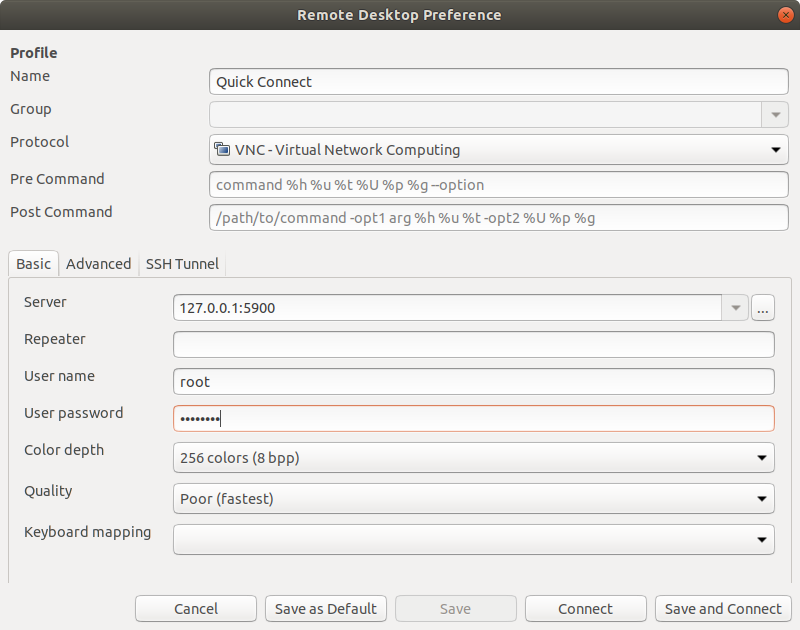 Remote Desktop Preference
Profile
Name Quick Connect
Group
Protocol VNC - Virtual Network Computing
Pre Command command %h %u %t %U %p %g --option
Post Command /path/to/command -opt1 arg %h %u %t -opt2 %U %p %g
Basic Advanced SSH Tunnel
Server 127.0.0.1:5900 ...
Repeater
User name root
User password ••••••••
Color depth 256 colors (8 bpp)
Quality Poor (fastest)
Keyboard mapping
Cancel Save as Default Save Connect Save and Connect